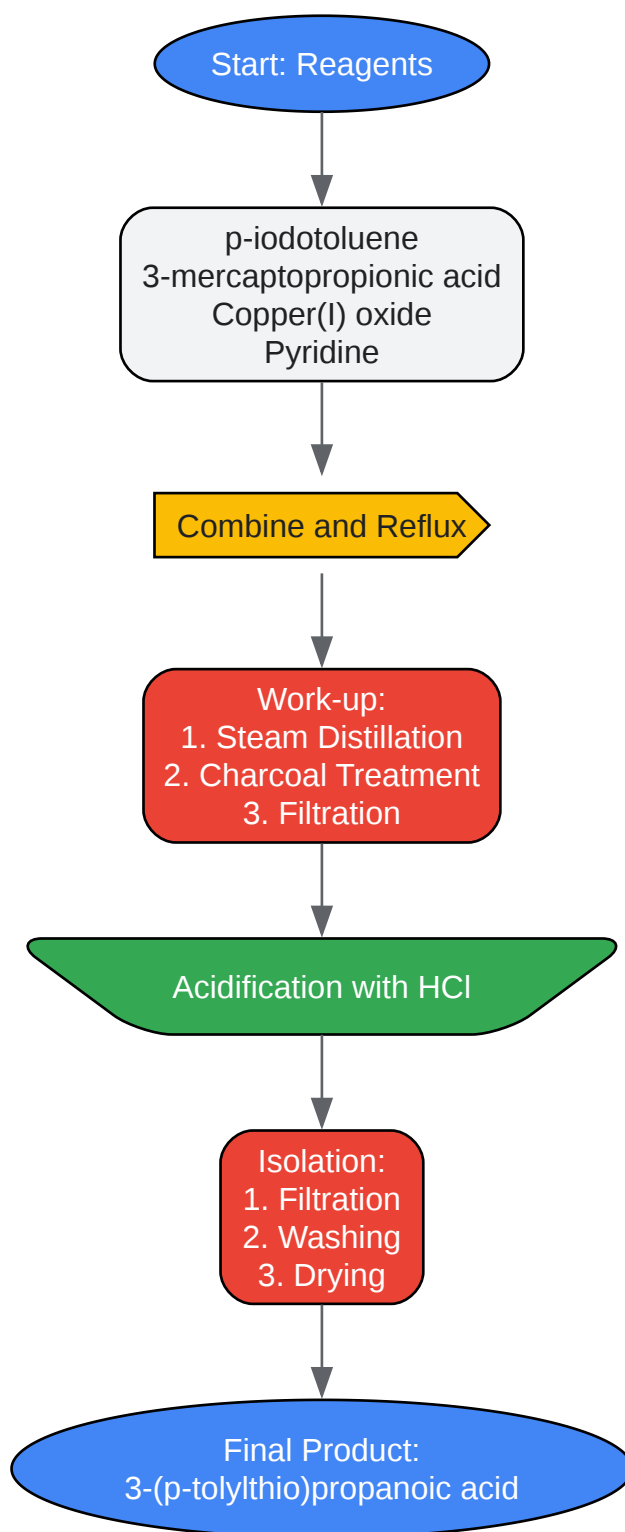 Start: Reagents
p-iodotoluene
3-mercaptopropionic acid
Copper(I) oxide
Pyridine
Combine and Reflux
Work-up:
1. Steam Distillation
2. Charcoal Treatment
3. Filtration
Acidification with HCl
Isolation:
1. Filtration
2. Washing
3. Drying
Final Product:
3-(p-tolylthio)propanoic acid